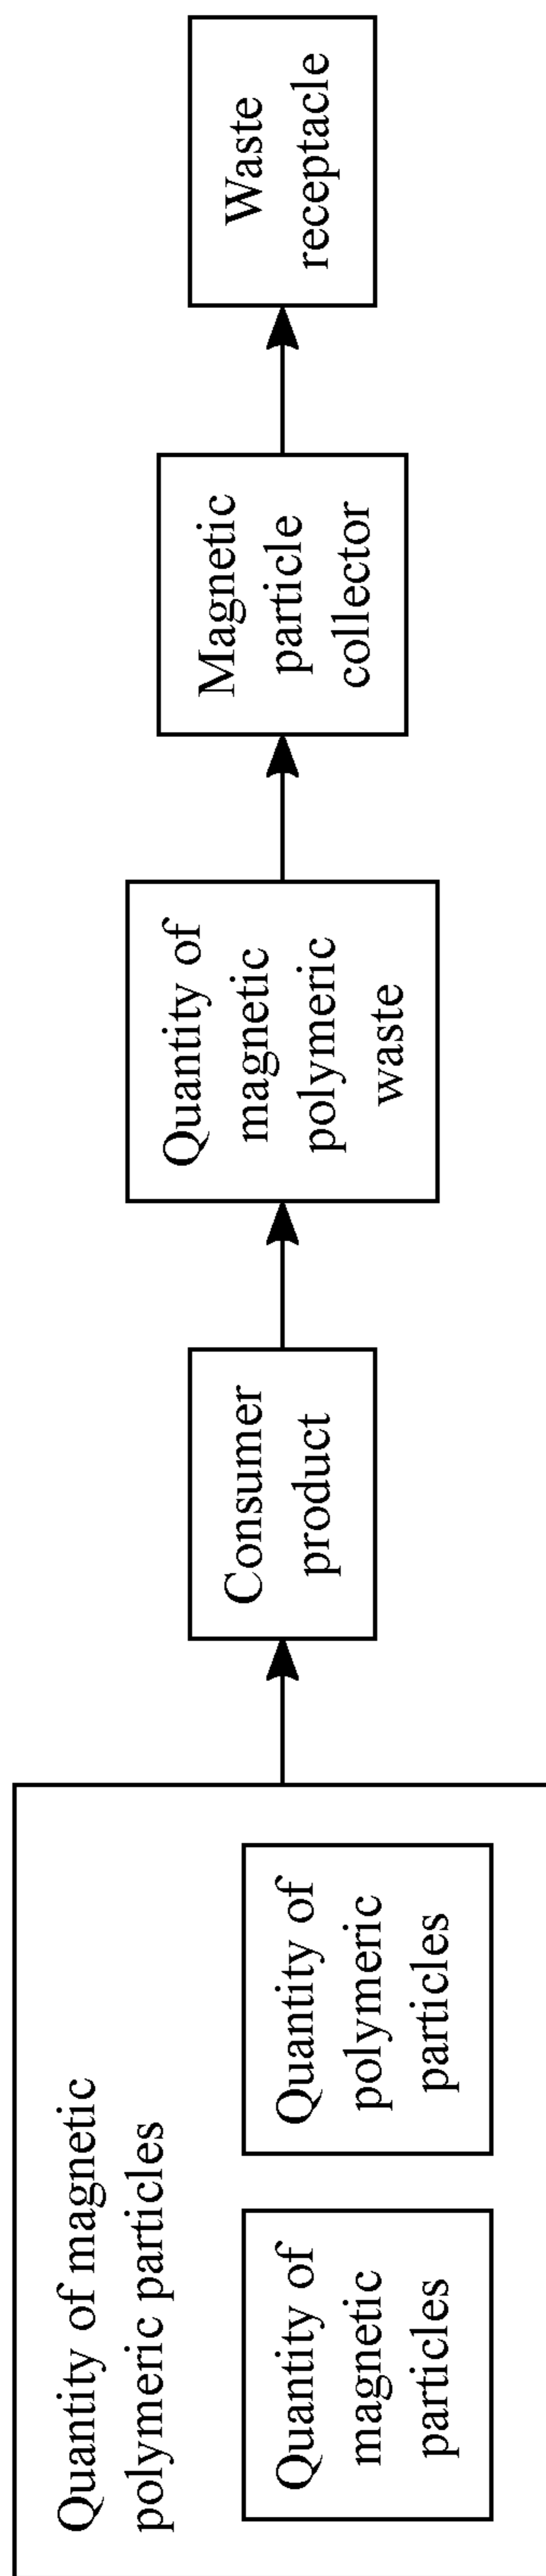 Quantity of magnetic
polymeric particles
Quantity of
magnetic
particles
Quantity of
polymeric
particles
Consumer
product
Quantity of
magnetic
polymeric
waste
Magnetic
particle
collector
Waste
receptacle